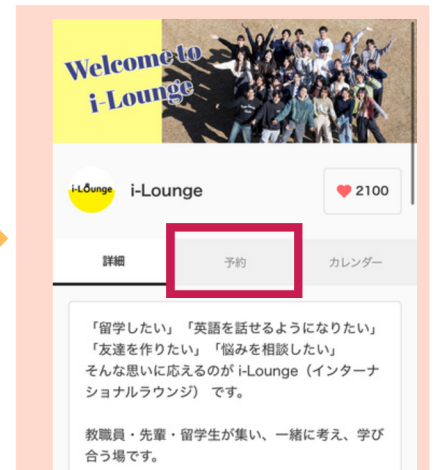 Welcome to
i-Lounge
i-Lounge
i-Lounge
2100
詳細
予約
カレンダー
「留学したい」「英語を話せるようになりたい」
「友達を作りたい」「悩みを相談したい」
そんな思いに応えるのが i-Lounge（インターナ
ショナルラウンジ） です。
教職員・先輩・留学生が集い、一緒に考え、学び
合う場です。